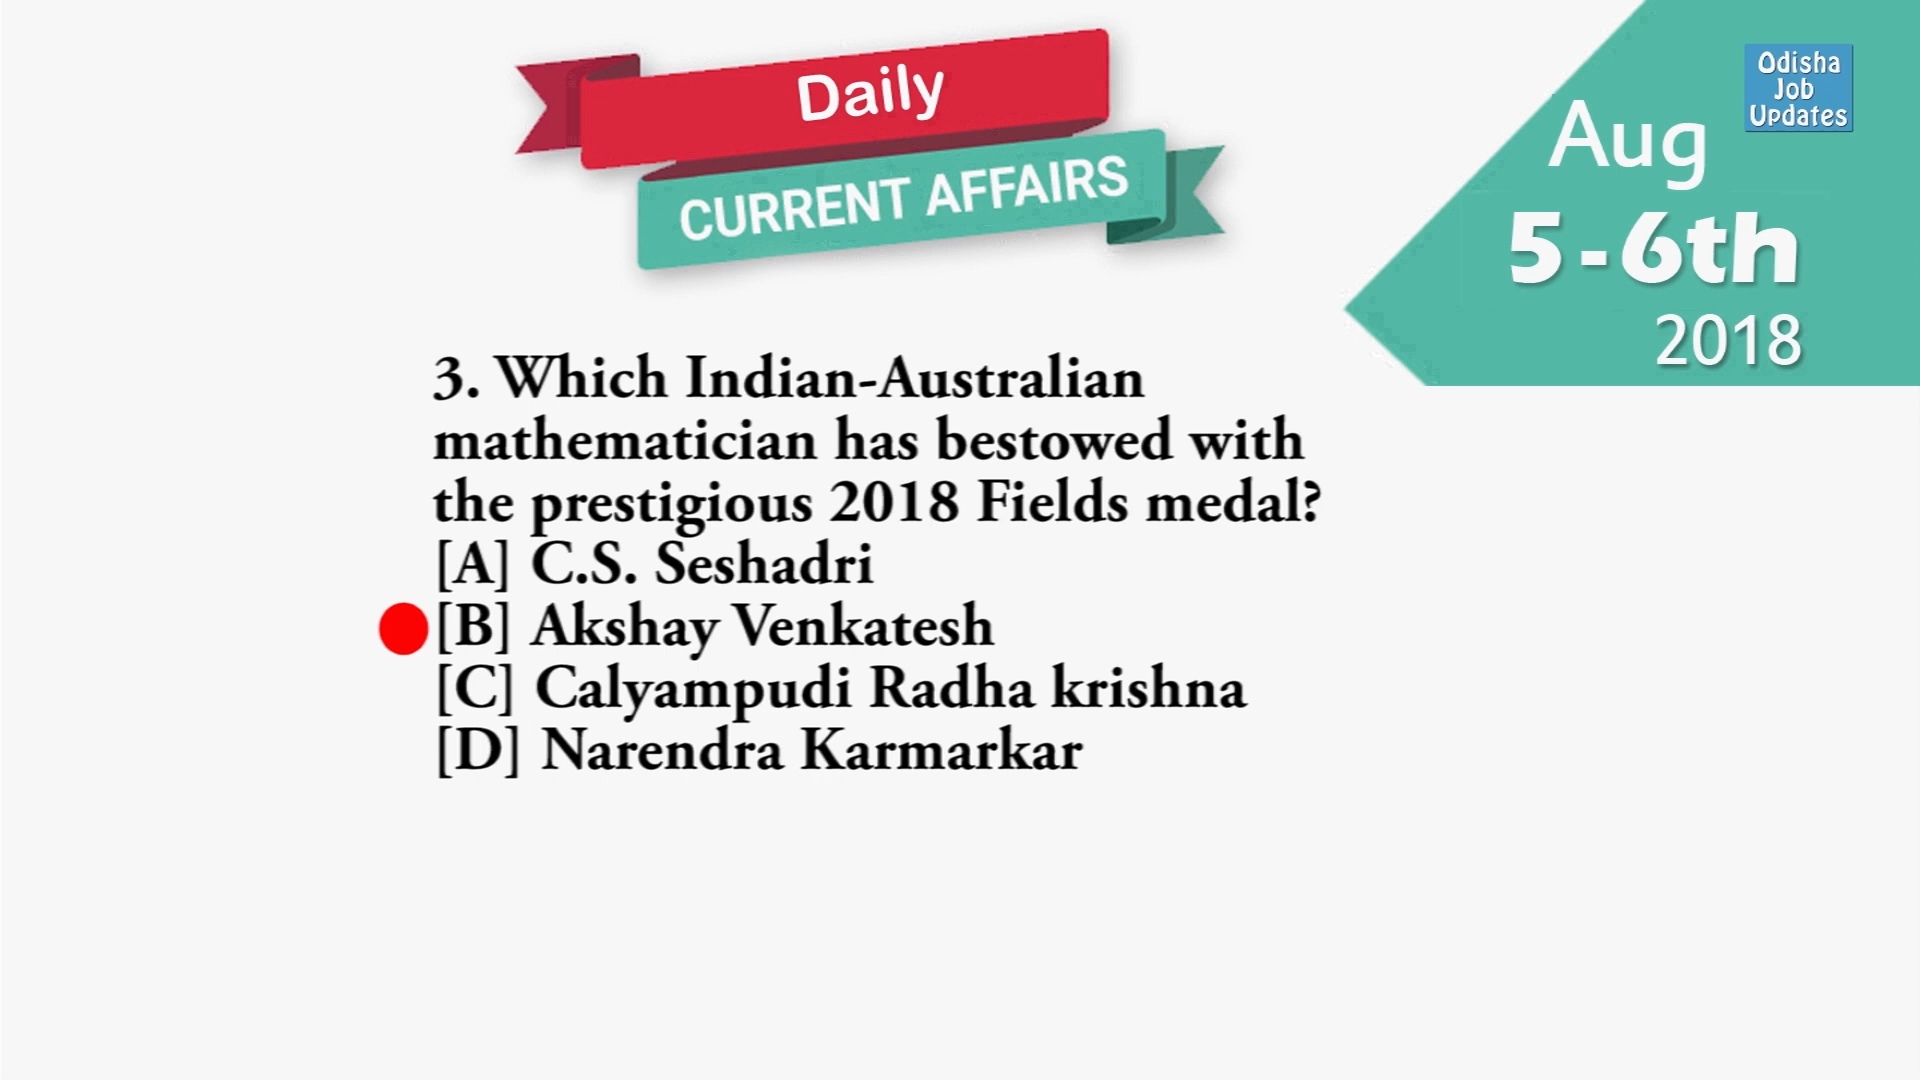 Daily
CURRENT AFFAIRS
Odisha
Job
Updates
Aug
5-6th
2018
3. Which Indian-Australian
mathematician has bestowed with
the prestigious 2018 Fields medal?
[A] C.S. Seshadri
[B] Akshay Venkatesh
[C] Calyampudi Radha krishna
[D] Narendra Karmarkar